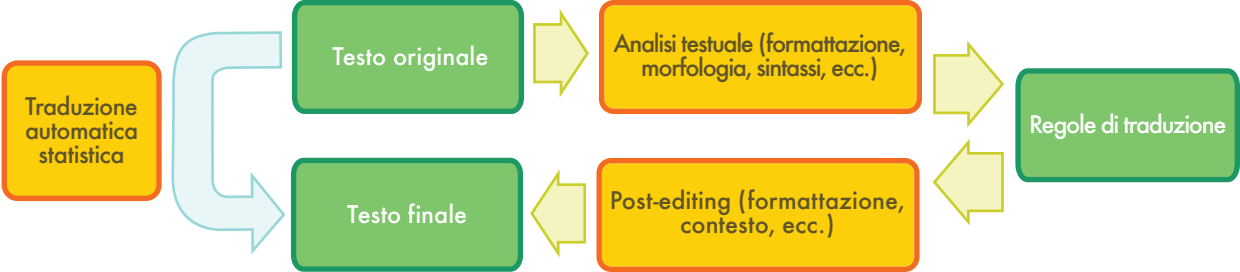 Traduzione
automatica
statistica
Testo originale
Analisi testuale (formattazione,
morfologia, sintassi, ecc.)
Regole di traduzione
Post-editing (formattazione,
contesto, ecc.)
Testo finale